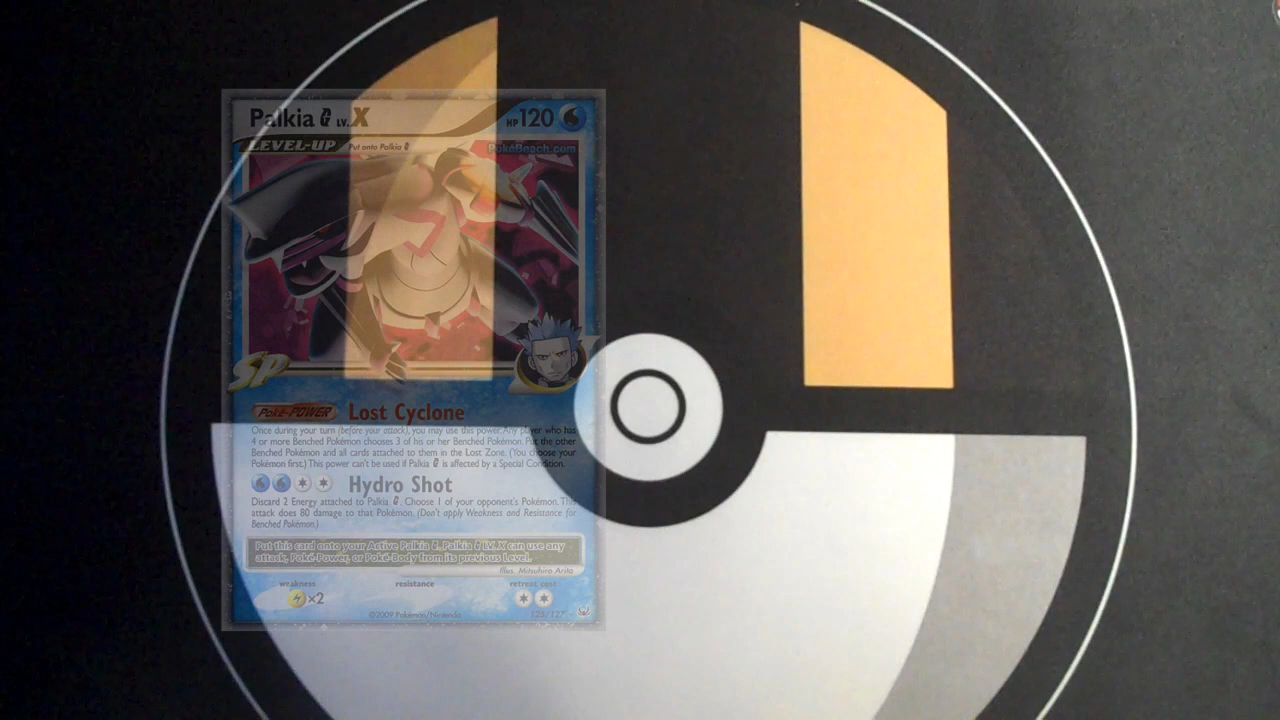 Palkia G LV.X HP 120
LEVEL-UP Put onto Palkia G
PokéBeach.com
SP
Poké-POWER Lost Cyclone
Once during your turn (before your attack), you may use this power. Any player who has
4 or more Benched Pokémon chooses 3 of his or her Benched Pokémon. Put the other
Benched Pokémon and all cards attached to them in the Lost Zone. (You choose your
Pokémon first.) This power can't be used if Palkia G is affected by a Special Condition.
Hydro Shot
Discard 2 Energy attached to Palkia G. Choose 1 of your opponent's Pokémon. This
attack does 80 damage to that Pokémon. (Don't apply Weakness and Resistance for
Benched Pokémon.)
Put this card onto your Active Palkia G. Palkia G LV.X can use any
attack, Poké-Power, or Poké-Body from its previous Level.
Illus. Mitsuhiro Arita
weakness resistance retreat cost
×2
©2009 Pokémon/Nintendo 125/127